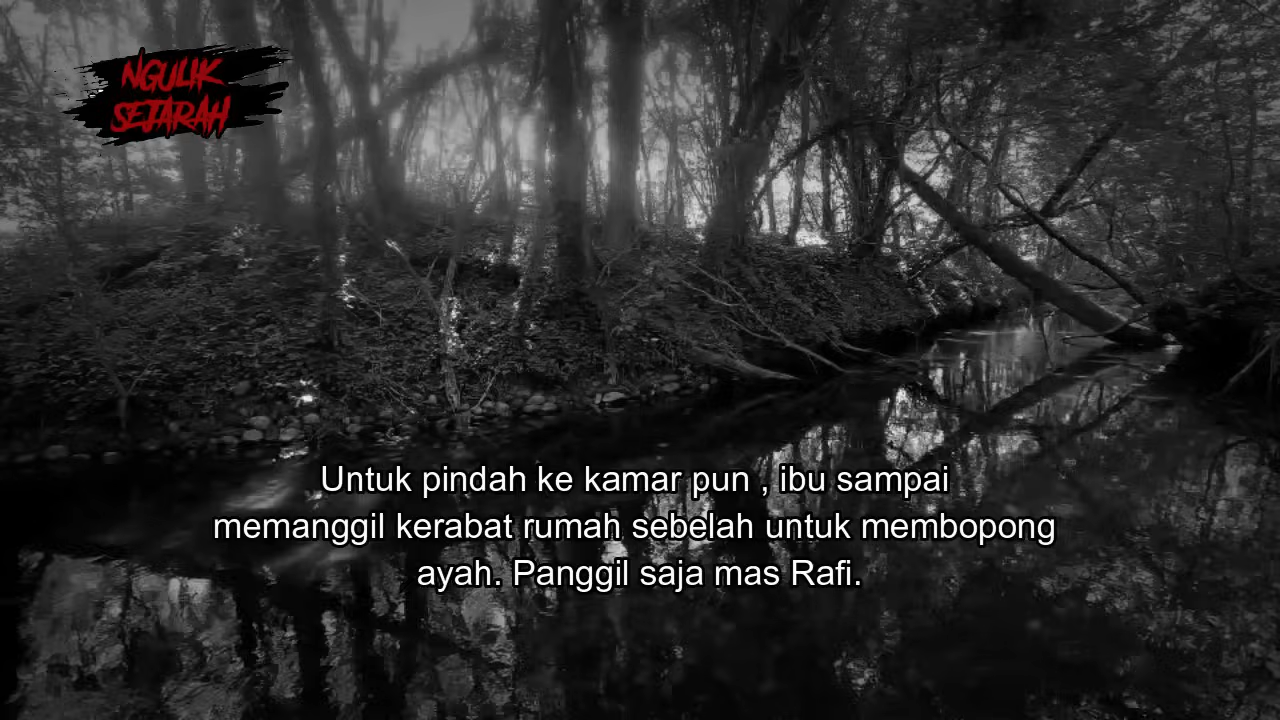 NGULIK
SEJARAH
Untuk pindah ke kamar pun , ibu sampai
memanggil kerabat rumah sebelah untuk membopong
ayah. Panggil saja mas Rafi.